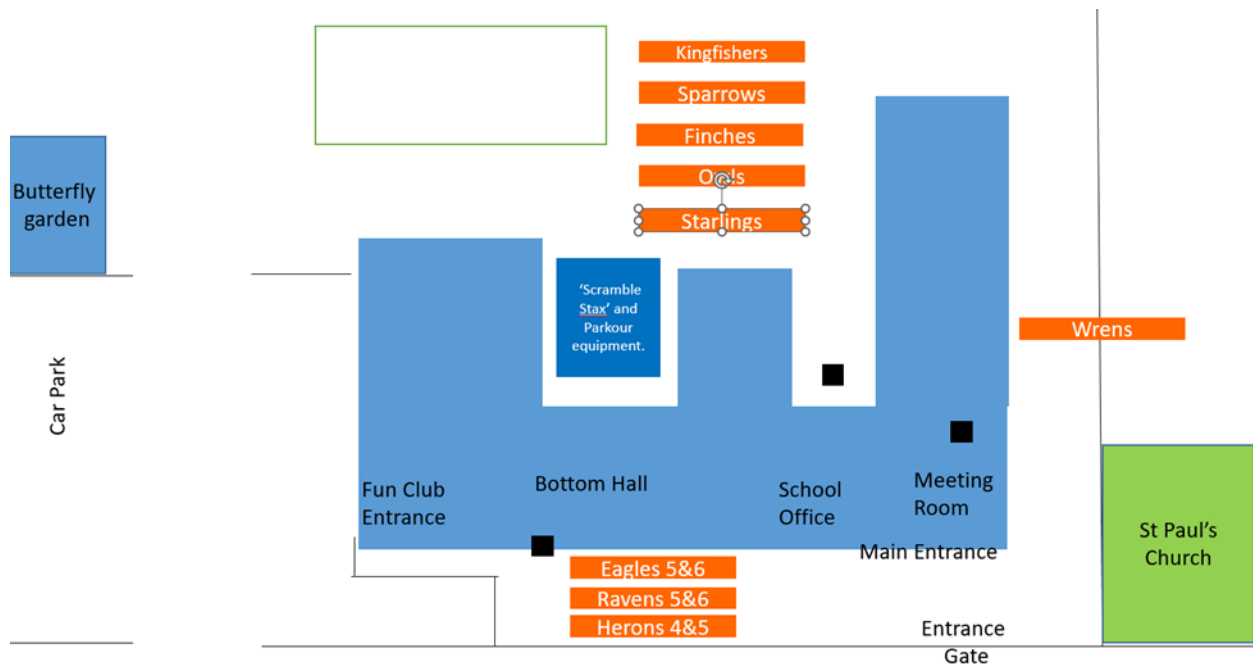 Kingfishers
Sparrows
Finches
Owls
Starlings
Butterfly
garden
'Scramble
Stax' and
Parkour
equipment.
Wrens
Car Park
Fun Club
Entrance
Bottom Hall
School
Office
Meeting
Room
Main Entrance
St Paul's
Church
Eagles 5&6
Ravens 5&6
Herons 4&5
Entrance
Gate